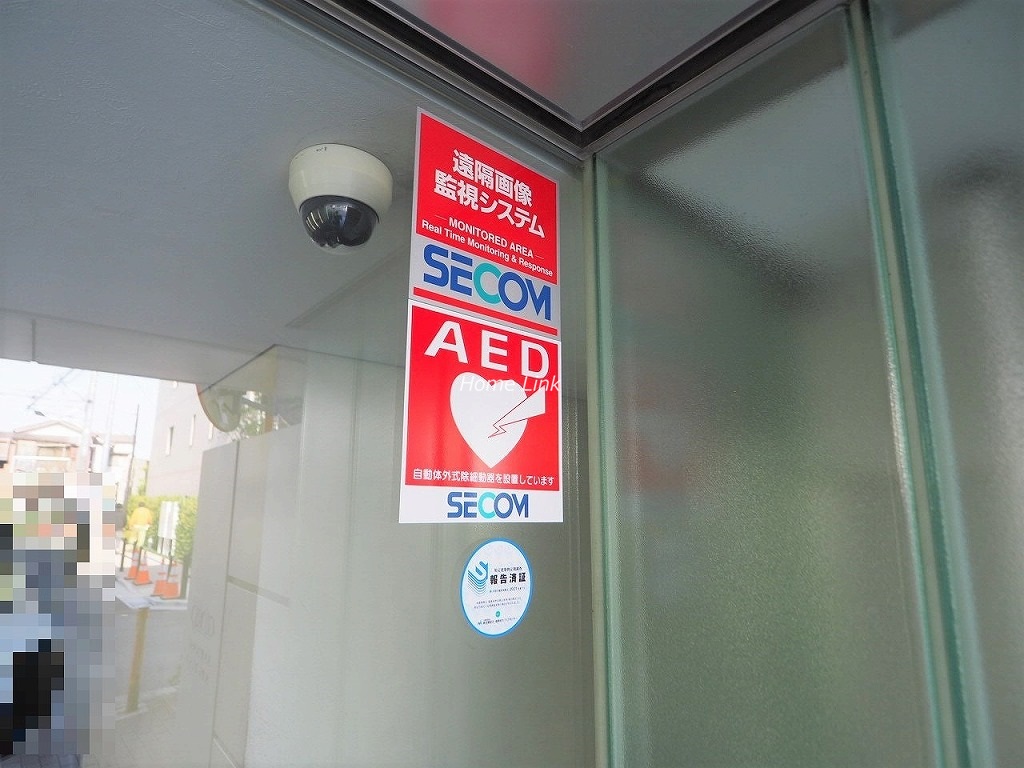 遠隔画像
監視システム
MONITORED AREA
Real Time Monitoring & Response
SECOM
AED
Home Link
自動体外式除細動器を設置しています
SECOM
報告済証